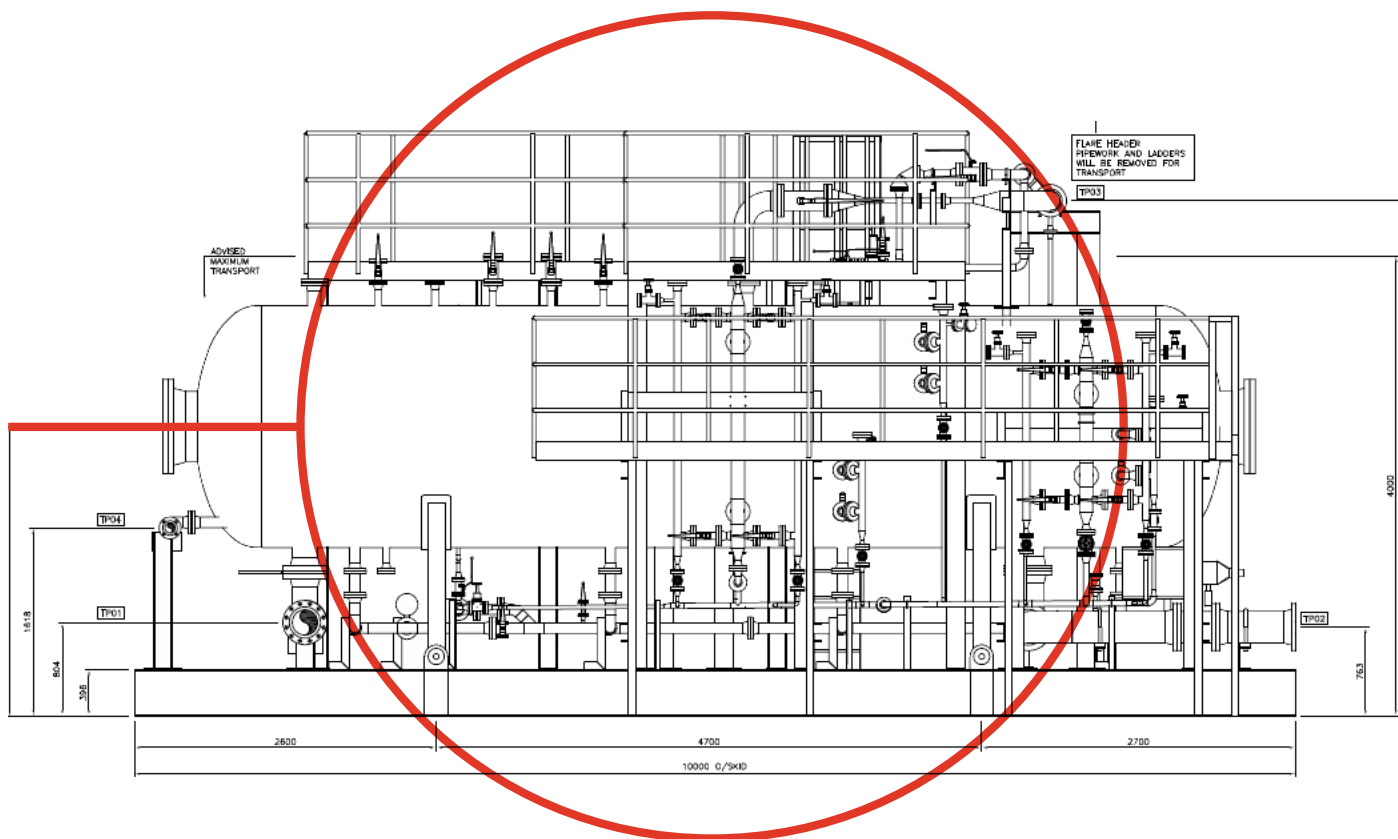 FLARE HEADER
PIPEWORK AND LADDERS
WILL BE REMOVED FOR
TRANSPORT
TP03
ADVISED
MAXIMUM
TRANSPORT
4000
TP04
TP01
TP02
1618
804
396
763
2600
4700
2700
10000 O/SKID